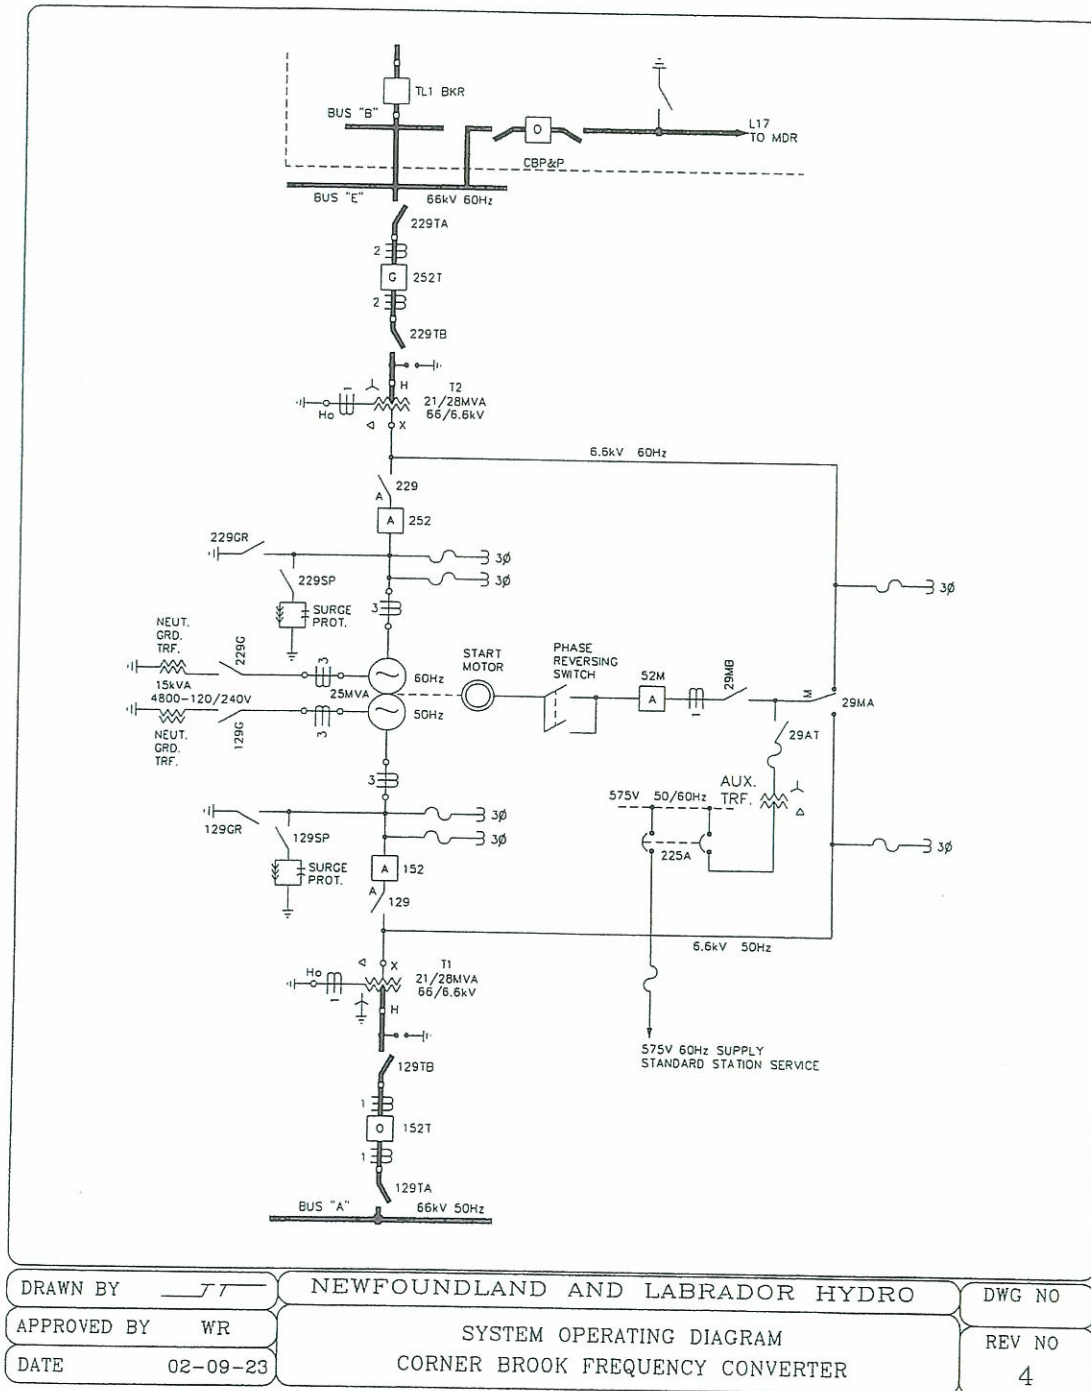 TL1 BKR
BUS "B"
O
L17
TO MDR
CBP&P
BUS "E"
66kV 60Hz
229TA
2
G
252T
2
229TB
H
T2
21/28MVA
66/6.6kV
1
Ho
X
6.6kV 60Hz
229
A
A
252
229GR
3Ø
229SP
3Ø
3Ø
SURGE
PROT.
3
NEUT.
GRD.
TRF.
229G
3
START
MOTOR
PHASE
REVERSING
SWITCH
52M
29MB
M
60Hz
15kVA
4800-120/240V
25MVA
A
1
29MA
50Hz
NEUT.
GRD.
TRF.
129G
3
29AT
3
AUX.
TRF.
575V 50/60Hz
129GR
3Ø
129SP
3Ø
3Ø
225A
A
152
SURGE
PROT.
A
129
6.6kV 50Hz
X
T1
21/28MVA
66/6.6kV
Ho
1
H
575V 60Hz SUPPLY
STANDARD STATION SERVICE
129TB
1
O
152T
1
129TA
BUS "A"
66kV 50Hz
DRAWN BY JT
NEWFOUNDLAND AND LABRADOR HYDRO
DWG NO
APPROVED BY WR
SYSTEM OPERATING DIAGRAM
REV NO
DATE 02-09-23
CORNER BROOK FREQUENCY CONVERTER
4